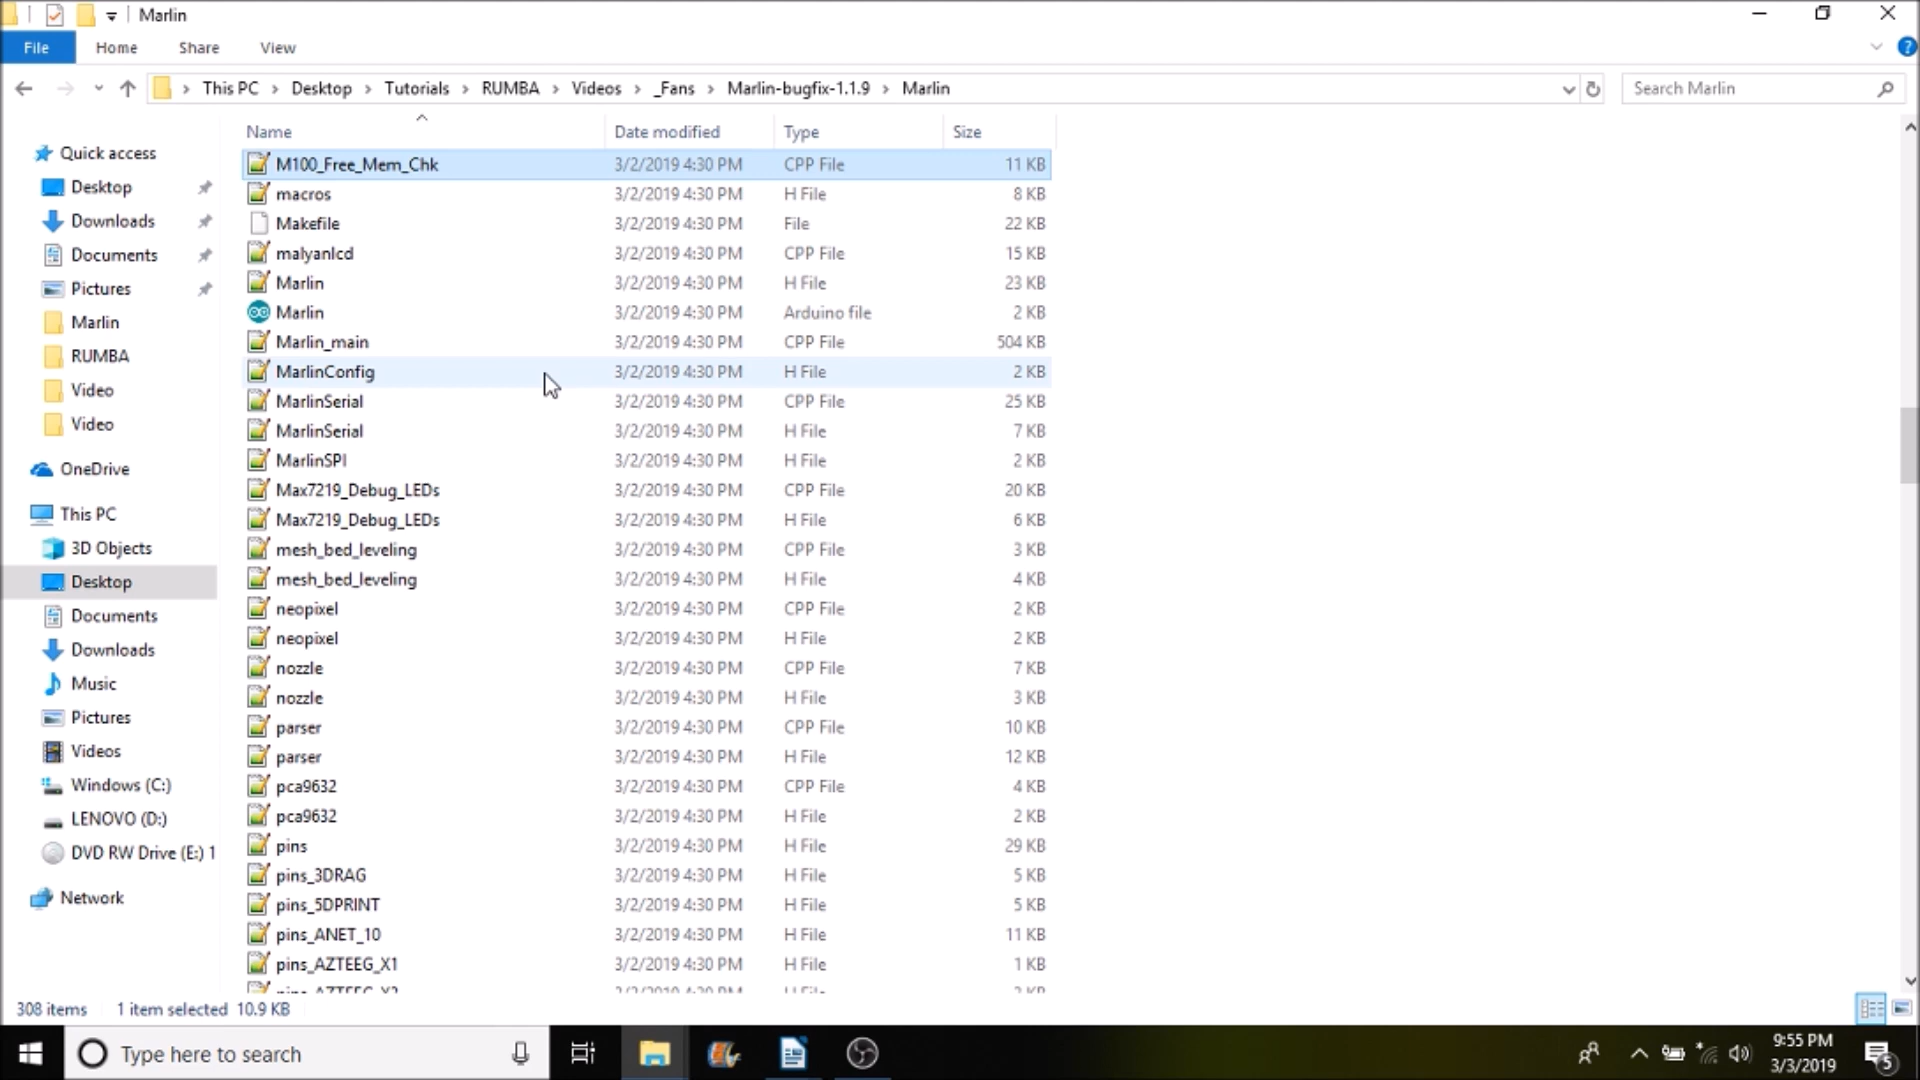 Marlin
File Home Share View
This PC Desktop Tutorials RUMBA Videos _Fans Marlin-bugfix-1.1.9 Marlin
Search Marlin
Name Date modified Type Size
Quick access
Desktop
Downloads
Documents
Pictures
Marlin
RUMBA
Video
Video
OneDrive
This PC
3D Objects
Desktop
Documents
Downloads
Music
Pictures
Videos
Windows (C:)
LENOVO (D:)
DVD RW Drive (E:) 1
Network
M100_Free_Mem_Chk 3/2/2019 4:30 PM CPP File 11 KB
macros 3/2/2019 4:30 PM H File 8 KB
Makefile 3/2/2019 4:30 PM File 22 KB
malyanlcd 3/2/2019 4:30 PM CPP File 15 KB
Marlin 3/2/2019 4:30 PM H File 23 KB
Marlin 3/2/2019 4:30 PM Arduino file 2 KB
Marlin_main 3/2/2019 4:30 PM CPP File 504 KB
MarlinConfig 3/2/2019 4:30 PM H File 2 KB
MarlinSerial 3/2/2019 4:30 PM CPP File 25 KB
MarlinSerial 3/2/2019 4:30 PM H File 7 KB
MarlinSPI 3/2/2019 4:30 PM H File 2 KB
Max7219_Debug_LEDs 3/2/2019 4:30 PM CPP File 20 KB
Max7219_Debug_LEDs 3/2/2019 4:30 PM H File 6 KB
mesh_bed_leveling 3/2/2019 4:30 PM CPP File 3 KB
mesh_bed_leveling 3/2/2019 4:30 PM H File 4 KB
neopixel 3/2/2019 4:30 PM CPP File 2 KB
neopixel 3/2/2019 4:30 PM H File 2 KB
nozzle 3/2/2019 4:30 PM CPP File 7 KB
nozzle 3/2/2019 4:30 PM H File 3 KB
parser 3/2/2019 4:30 PM CPP File 10 KB
parser 3/2/2019 4:30 PM H File 12 KB
pca9632 3/2/2019 4:30 PM CPP File 4 KB
pca9632 3/2/2019 4:30 PM H File 2 KB
pins 3/2/2019 4:30 PM H File 29 KB
pins_3DRAG 3/2/2019 4:30 PM H File 5 KB
pins_5DPRINT 3/2/2019 4:30 PM H File 5 KB
pins_ANET_10 3/2/2019 4:30 PM H File 11 KB
pins_AZTEEG_X1 3/2/2019 4:30 PM H File 1 KB
308 items 1 item selected 10.9 KB
Type here to search
9:55 PM
3/3/2019
5